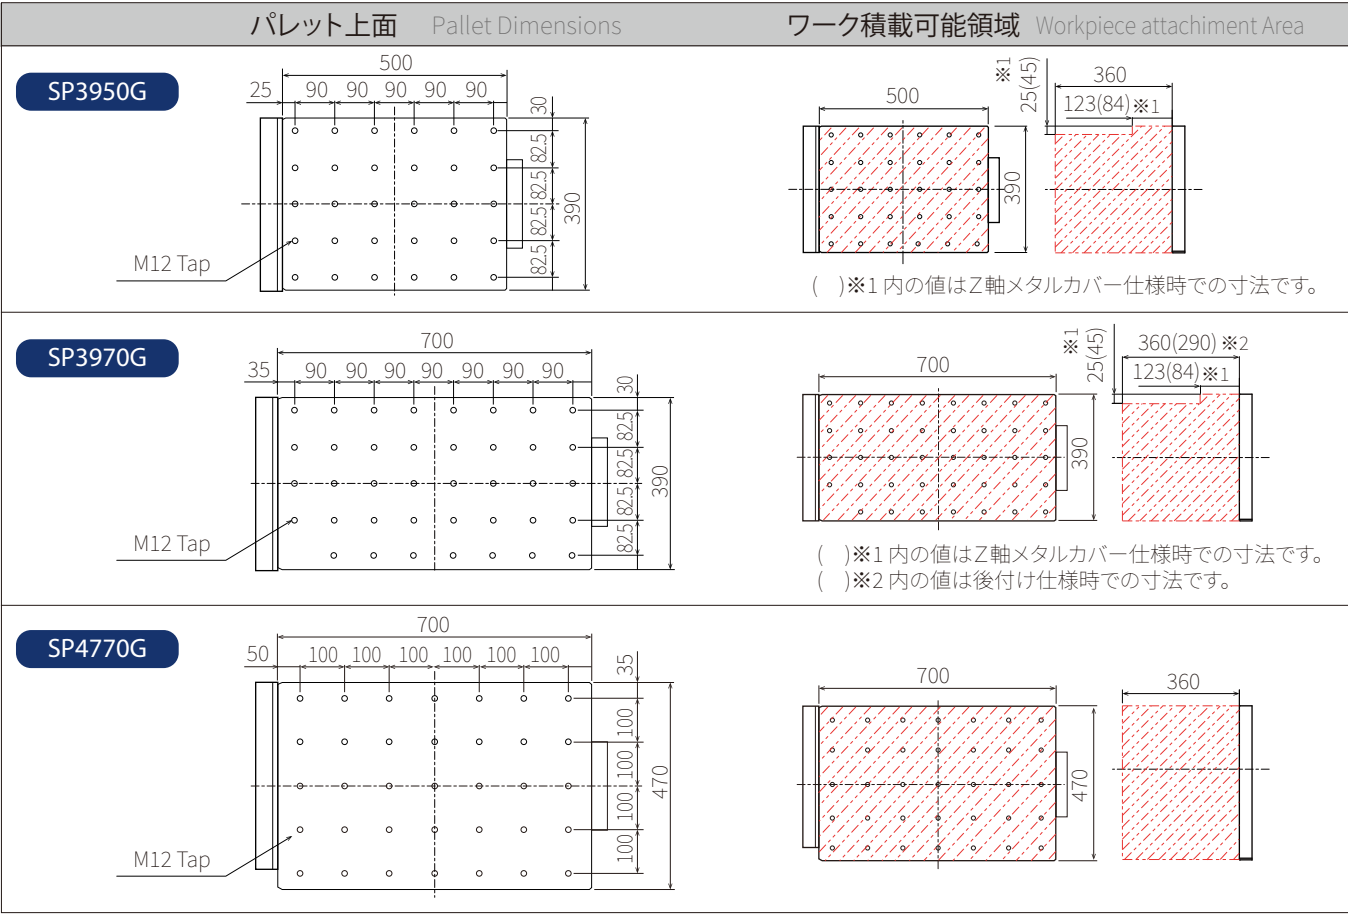 パレット上面 Pallet Dimensions ワーク積載可能領域 Workpiece attachiment Area
SP3950G
500
25 90 90 90 90 90
30
82.5
82.5
82.5
82.5
390
M12 Tap
500
390
※1
25(45)
360
123(84)※1
( )※1 内の値はZ軸メタルカバー仕様時での寸法です。
SP3970G
700
35 90 90 90 90 90 90 90
30
82.5
82.5
82.5
82.5
390
M12 Tap
700
390
※1
25(45)
360(290) ※2
123(84)※1
( )※1 内の値はZ軸メタルカバー仕様時での寸法です。
( )※2 内の値は後付け仕様時での寸法です。
SP4770G
700
50 100 100 100 100 100 100
35
100
100
100
100
470
M12 Tap
700
470
360